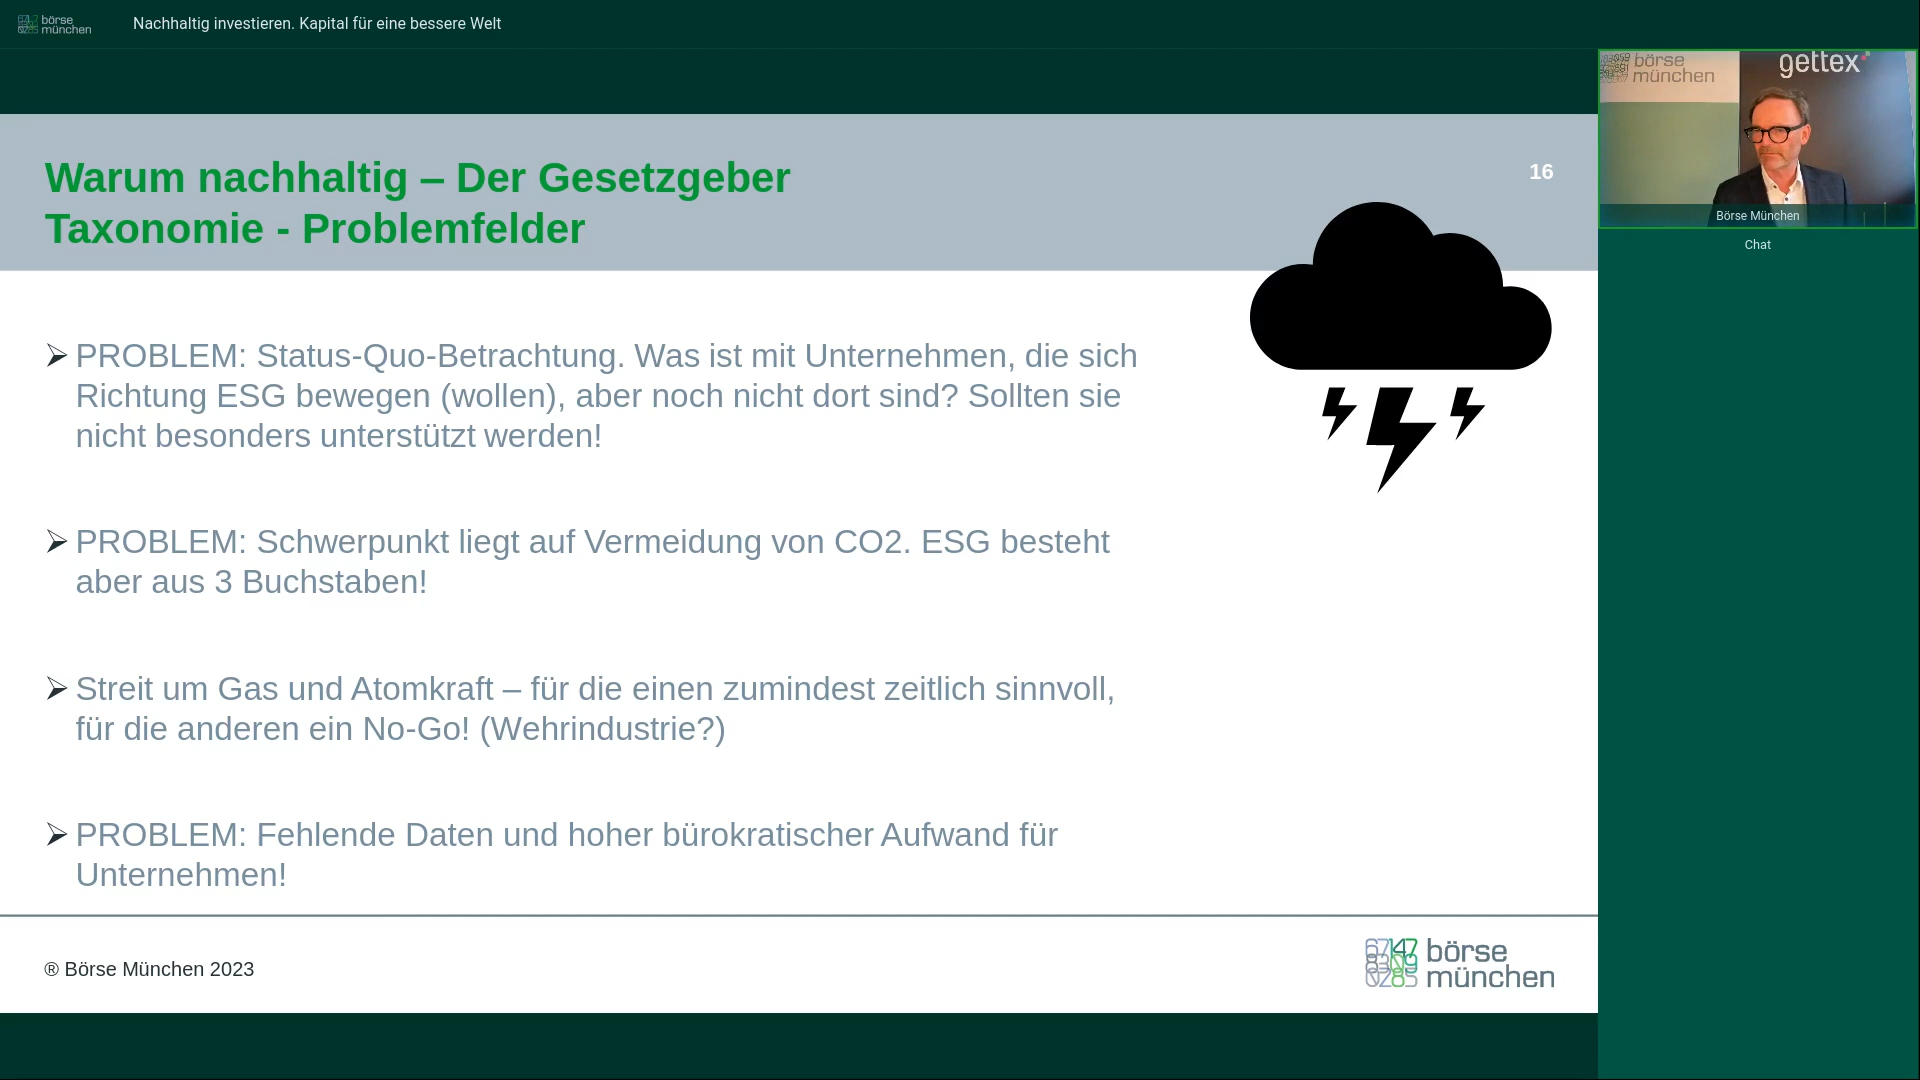 börse
münchen
Nachhaltig investieren. Kapital für eine bessere Welt
Warum nachhaltig – Der Gesetzgeber
Taxonomie - Problemfelder
16
PROBLEM: Status-Quo-Betrachtung. Was ist mit Unternehmen, die sich
Richtung ESG bewegen (wollen), aber noch nicht dort sind? Sollten sie
nicht besonders unterstützt werden!
PROBLEM: Schwerpunkt liegt auf Vermeidung von CO2. ESG besteht
aber aus 3 Buchstaben!
Streit um Gas und Atomkraft – für die einen zumindest zeitlich sinnvoll,
für die anderen ein No-Go! (Wehrindustrie?)
PROBLEM: Fehlende Daten und hoher bürokratischer Aufwand für
Unternehmen!
® Börse München 2023
börse
münchen
börse
münchen
gettex
Börse München
Chat